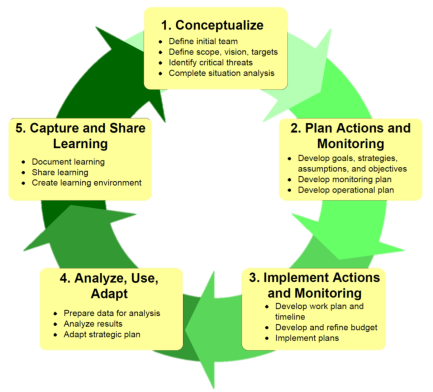 1. Conceptualize
• Define initial team
• Define scope, vision, targets
• Identify critical threats
• Complete situation analysis
2. Plan Actions and
Monitoring
• Develop goals, strategies,
assumptions, and objectives
• Develop monitoring plan
• Develop operational plan
3. Implement Actions
and Monitoring
• Develop work plan and
timeline
• Develop and refine budget
• Implement plans
4. Analyze, Use,
Adapt
• Prepare data for analysis
• Analyze results
• Adapt strategic plan
5. Capture and Share
Learning
• Document learning
• Share learning
• Create learning environment